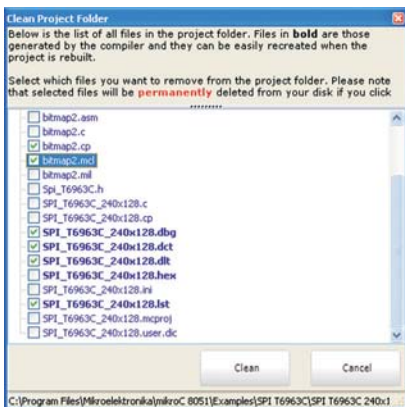 Clean Project Folder
Below is the list of all files in the project folder. Files in bold are those
generated by the compiler and they can be easily recreated when the
project is rebuilt.
Select which files you want to remove from the project folder. Please note
that selected files will be permanently deleted from your disk if you click
bitmap2.asm
bitmap2.c
bitmap2.cp
bitmap2.mcl
bitmap2.mil
Spi_T6963C.h
SPI_T6963C_240x128.c
SPI_T6963C_240x128.cp
SPI_T6963C_240x128.dbg
SPI_T6963C_240x128.dct
SPI_T6963C_240x128.dlt
SPI_T6963C_240x128.hex
SPI_T6963C_240x128.ini
SPI_T6963C_240x128.lst
SPI_T6963C_240x128.mcproj
SPI_T6963C_240x128.user.dic
Clean Cancel
C:\Program Files\Mikroelektronika\mikroC 8051\Examples\SPI T6963C\SPI T6963C 240x1